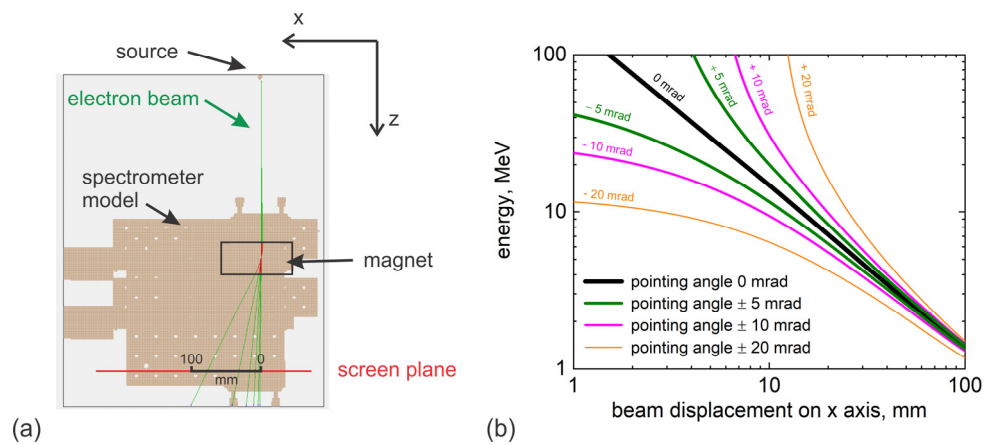 x
source
electron beam
z
spectrometer
model
magnet
100
0
mm
screen plane
(a)
energy, MeV
100
10
1
0 mrad
+ 5 mrad
+ 10 mrad
+ 20 mrad
– 5 mrad
- 10 mrad
- 20 mrad
pointing angle 0 mrad
pointing angle ± 5 mrad
pointing angle ± 10 mrad
pointing angle ± 20 mrad
1
10
100
beam displacement on x axis, mm
(b)